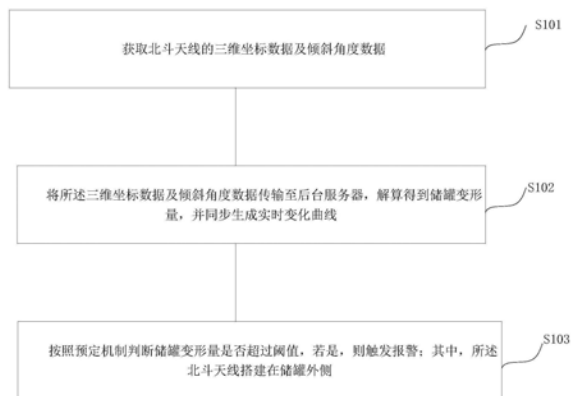 S101
获取北斗天线的三维坐标数据及倾斜角度数据
将所述三维坐标数据及倾斜角度数据传输至后台服务器，解算得到储罐变形
量，并同步生成实时变化曲线
S102
按照预定机制判断储罐变形量是否超过阈值，若是，则触发报警；其中，所述
北斗天线搭建在储罐外侧
S103